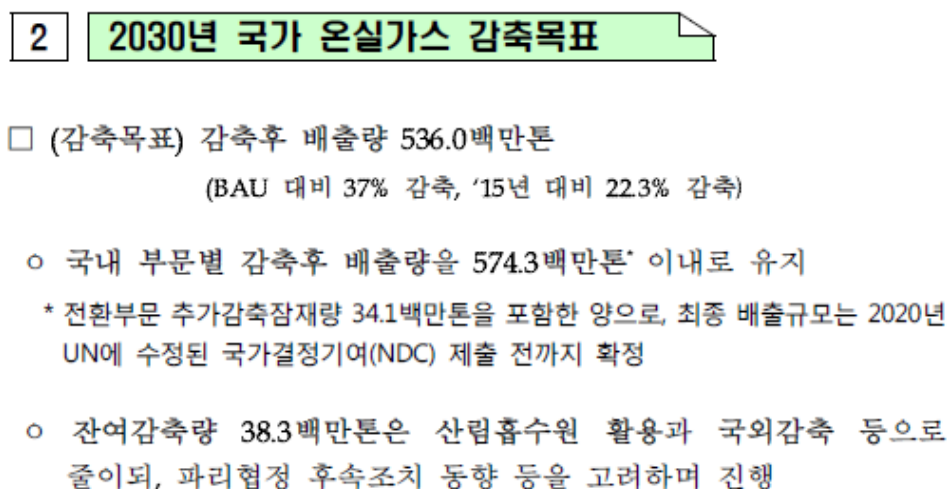 2 2030년 국가 온실가스 감축목표
□ (감축목표) 감축후 배출량 536.0백만톤
(BAU 대비 37% 감축, ‘15년 대비 22.3% 감축)
ㅇ 국내 부문별 감축후 배출량을 574.3백만톤* 이내로 유지
* 전환부문 추가감축잠재량 34.1백만톤을 포함한 양으로, 최종 배출규모는 2020년
UN에 수정된 국가결정기여(NDC) 제출 전까지 확정
ㅇ 잔여감축량 38.3백만톤은 산림흡수원 활용과 국외감축 등으로
줄이되, 파리협정 후속조치 동향 등을 고려하며 진행